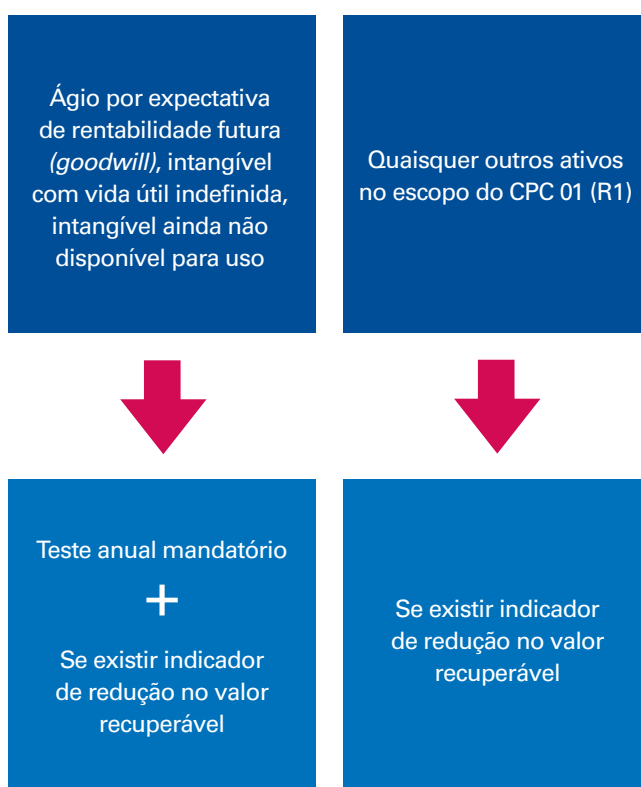 Ágio por expectativa
de rentabilidade futura
(goodwill), intangível
com vida útil indefinida,
intangível ainda não
disponível para uso
Quaisquer outros ativos
no escopo do CPC 01 (R1)
Teste anual mandatório
+
Se existir indicador
de redução no valor
recuperável
Se existir indicador
de redução no valor
recuperável